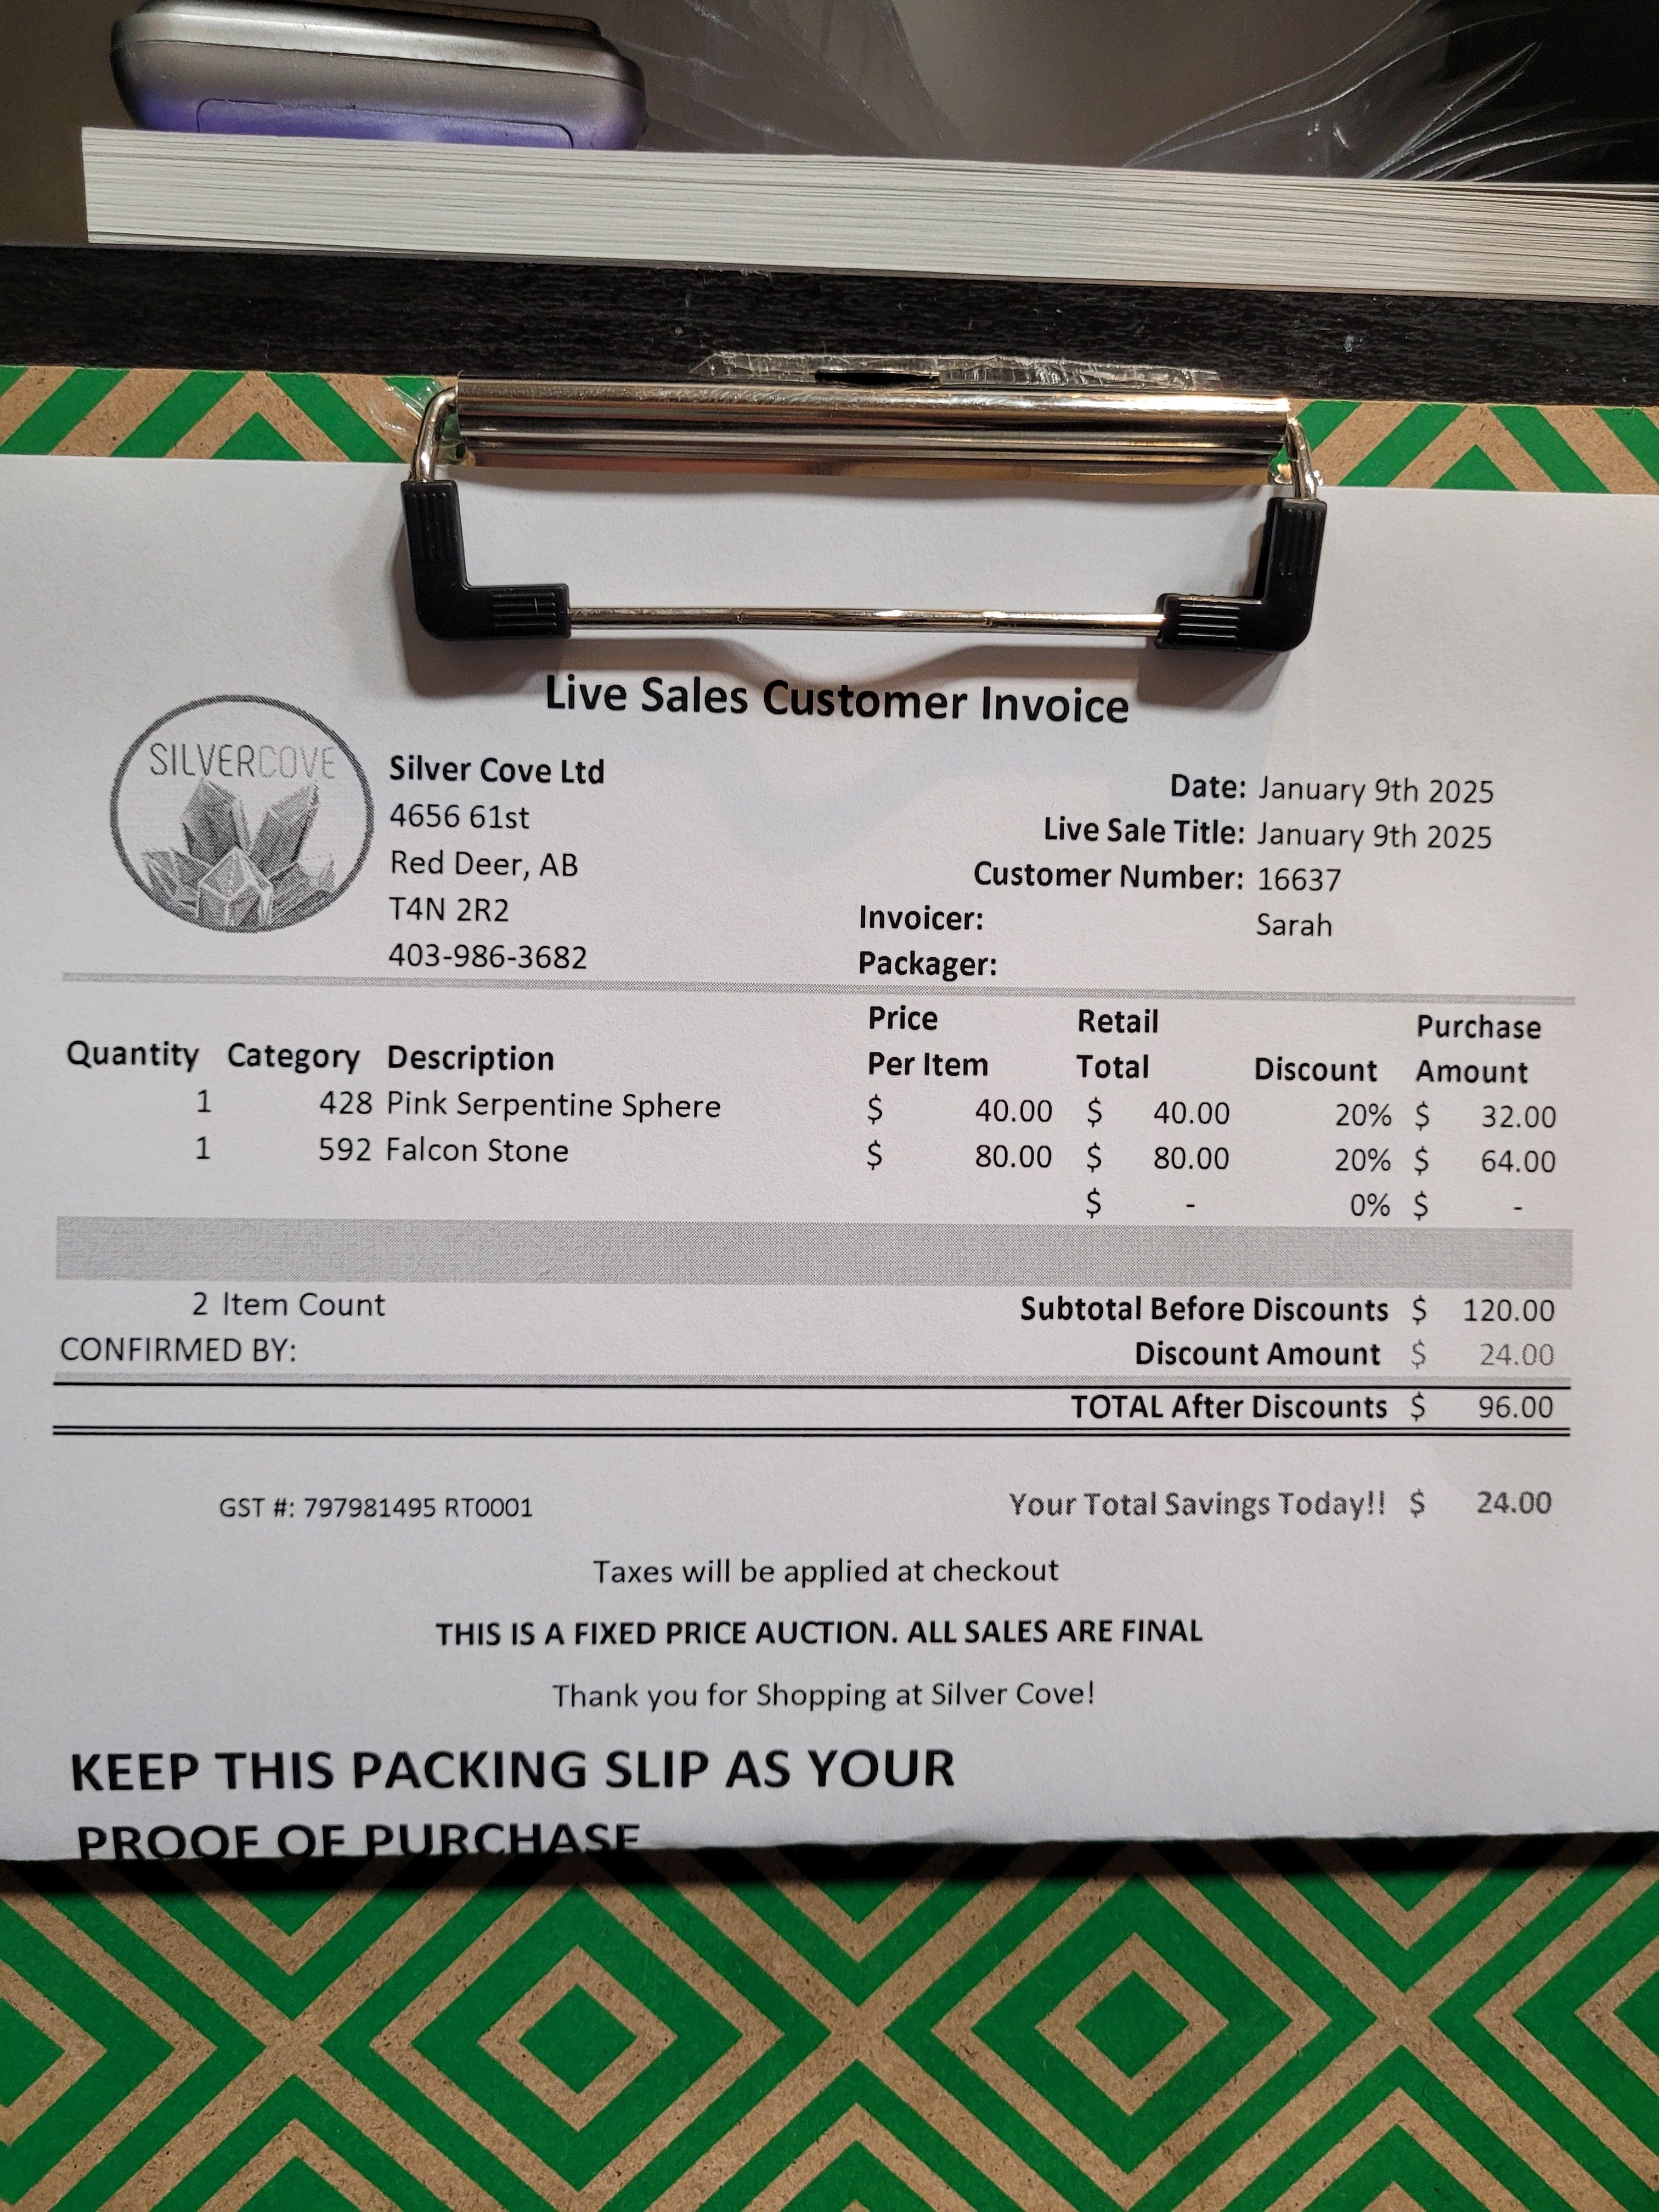 Live Sales Customer Invoice
SILVERCOVE
Silver Cove Ltd
4656 61st
Red Deer, AB
T4N 2R2
403-986-3682
Date: January 9th 2025
Live Sale Title: January 9th 2025
Customer Number: 16637
Invoicer: Sarah
Packager:
Quantity Category Description Price Per Item Retail Total Discount Purchase Amount
1 428 Pink Serpentine Sphere $ 40.00 $ 40.00 20% $ 32.00
1 592 Falcon Stone $ 80.00 $ 80.00 20% $ 64.00
$ - 0% $ -
2 Item Count Subtotal Before Discounts $ 120.00
CONFIRMED BY: Discount Amount $ 24.00
TOTAL After Discounts $ 96.00
GST #: 797981495 RT0001 Your Total Savings Today!! $ 24.00
Taxes will be applied at checkout
THIS IS A FIXED PRICE AUCTION. ALL SALES ARE FINAL
Thank you for Shopping at Silver Cove!
KEEP THIS PACKING SLIP AS YOUR
PROOF OF PURCHASE